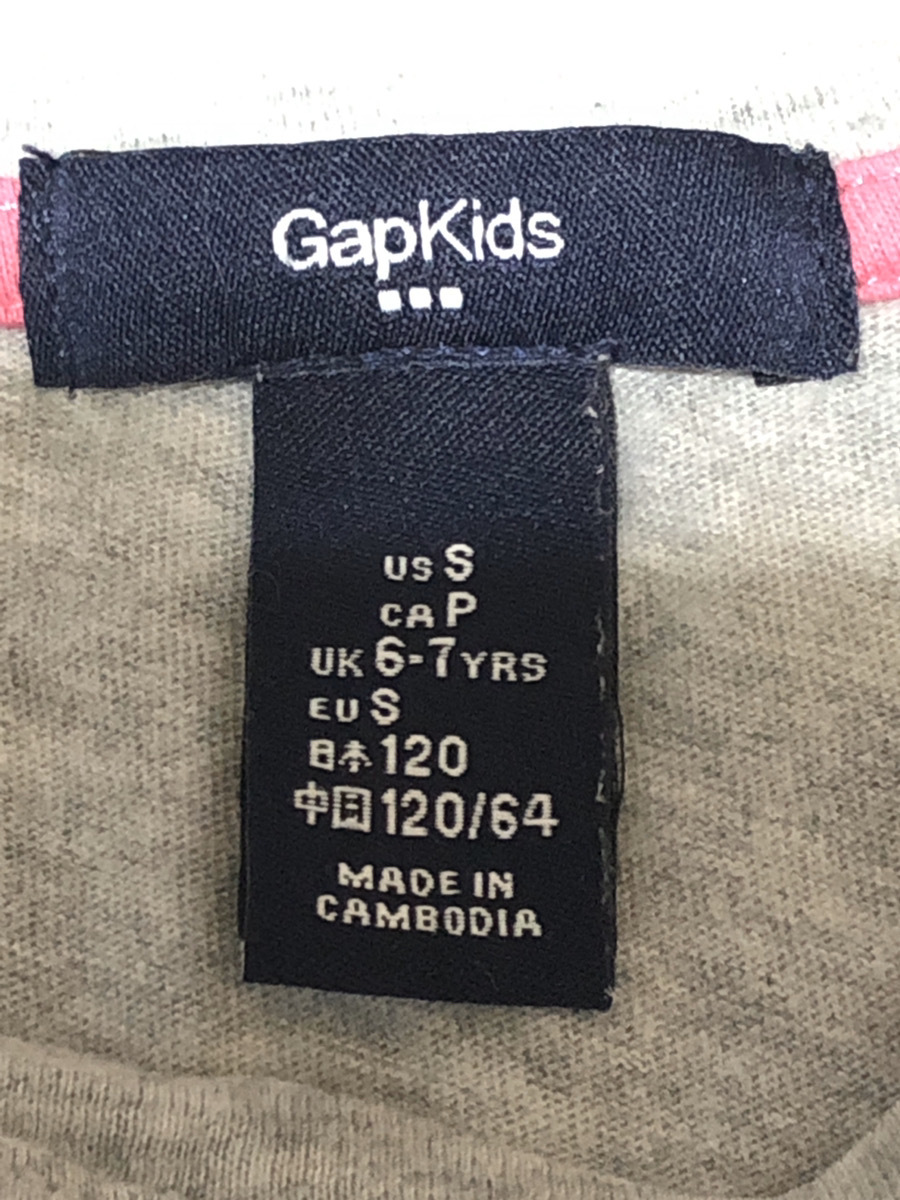 GapKids
US S
CA P
UK 6-7 YRS
EU S
日本 120
中国 120/64
MADE IN
CAMBODIA